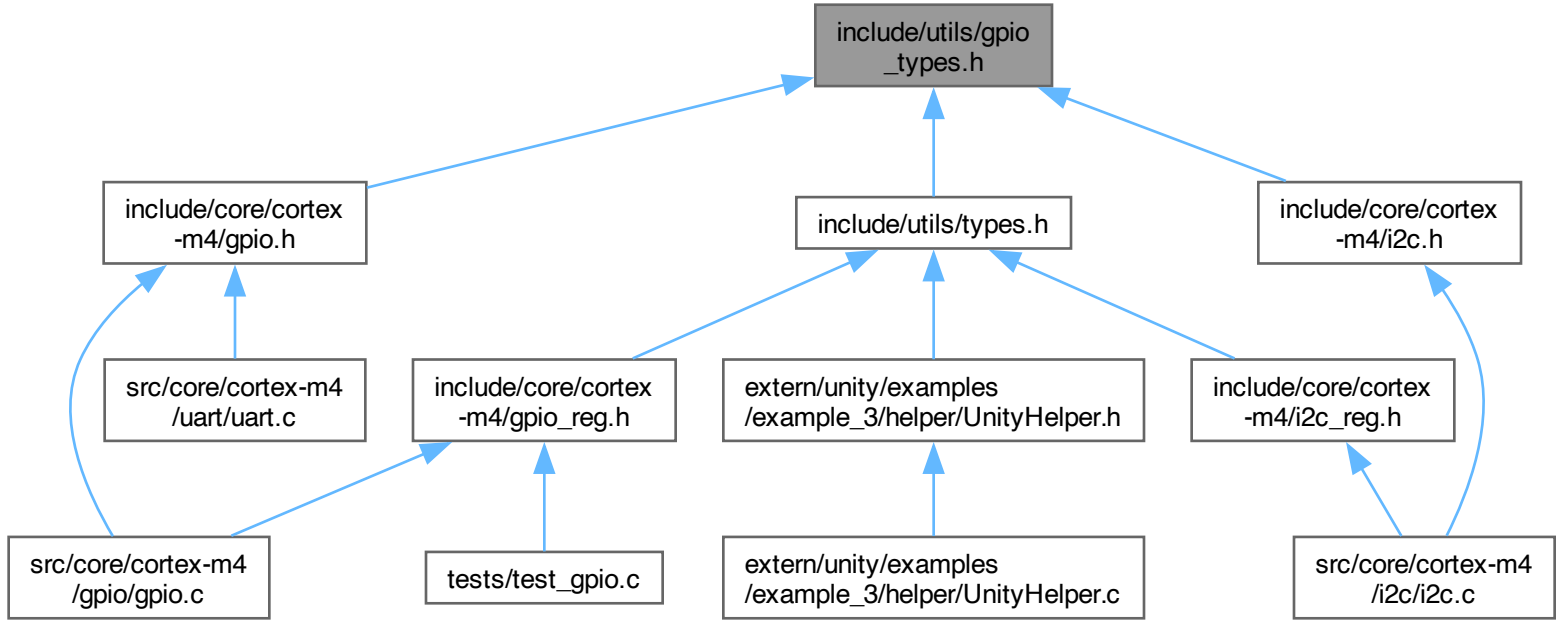 include/utils/gpio
_types.h
include/core/cortex
-m4/gpio.h
include/utils/types.h
include/core/cortex
-m4/i2c.h
src/core/cortex-m4
/uart/uart.c
include/core/cortex
-m4/gpio_reg.h
extern/unity/examples
/example_3/helper/UnityHelper.h
include/core/cortex
-m4/i2c_reg.h
src/core/cortex-m4
/gpio/gpio.c
tests/test_gpio.c
extern/unity/examples
/example_3/helper/UnityHelper.c
src/core/cortex-m4
/i2c/i2c.c